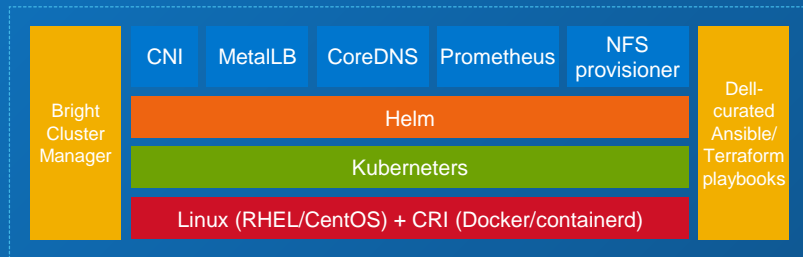 Bright
Cluster
Manager
CNI
MetalLB
CoreDNS
Prometheus
NFS
provisioner
Helm
Kuberneters
Linux (RHEL/CentOS) + CRI (Docker/containerd)
Dell-
curated
Ansible/
Terraform
playbooks